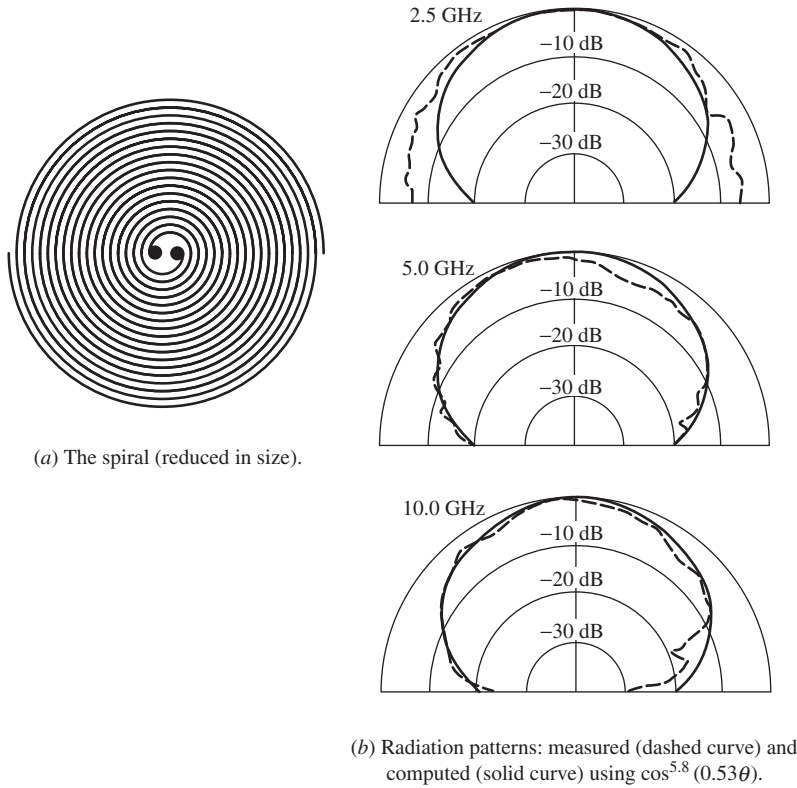 2.5 GHz
−10 dB
−20 dB
−30 dB
5.0 GHz
−10 dB
−20 dB
−30 dB
(a) The spiral (reduced in size).
10.0 GHz
−10 dB
−20 dB
−30 dB
(b) Radiation patterns: measured (dashed curve) and
computed (solid curve) using cos^5.8 (0.53θ).